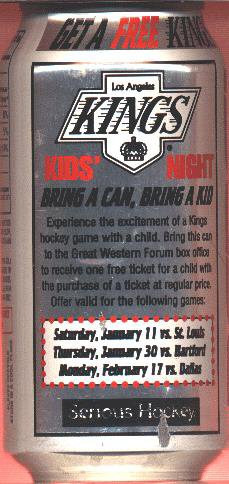 GET A FREE KING
Los Angeles
KINGS
KIDS' NIGHT
BRING A CAN, BRING A KID
Experience the excitement of a Kings
hockey game with a child. Bring this can
to the Great Western Forum box office
to receive one free ticket for a child with
the purchase of a ticket at regular price.
Offer valid for the following games:
Saturday, January 11 vs. St. Louis
Thursday, January 30 vs. Hartford
Monday, February 17 vs. Dallas
Serious Hockey